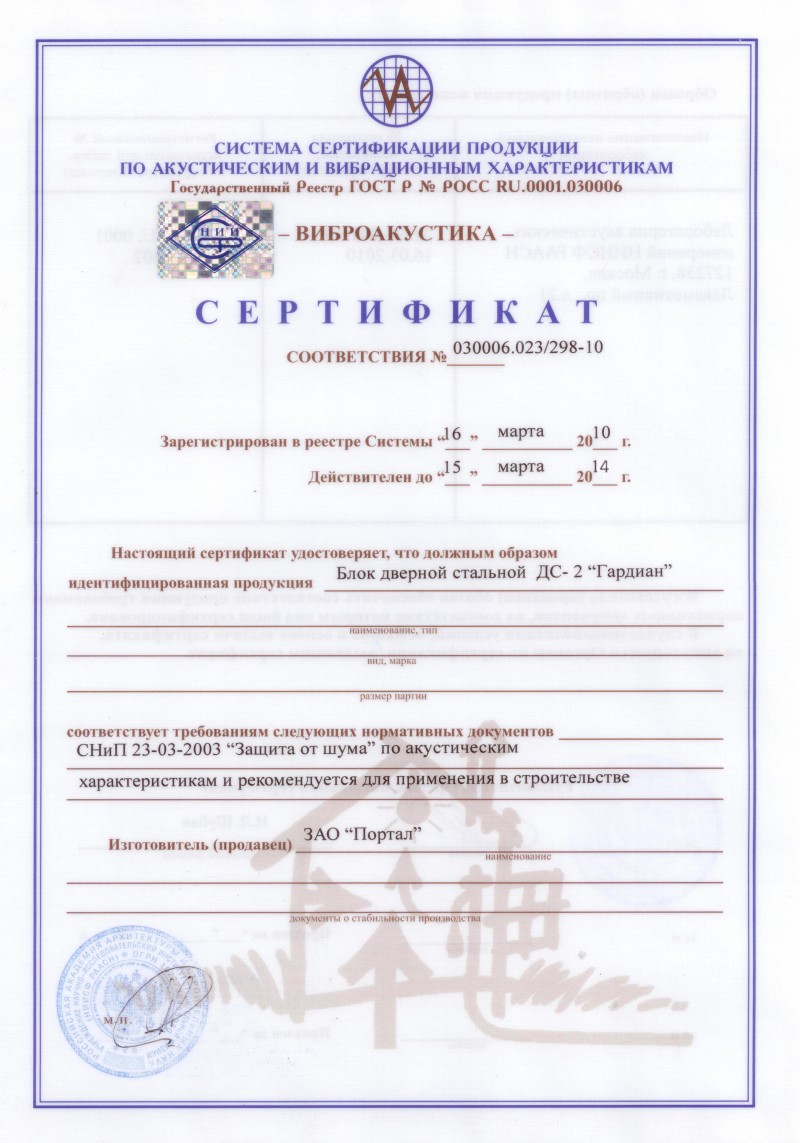 СИСТЕМА СЕРТИФИКАЦИИ ПРОДУКЦИИ
ПО АКУСТИЧЕСКИМ И ВИБРАЦИОННЫМ ХАРАКТЕРИСТИКАМ
Государственный Реестр ГОСТ Р № РОСС RU.0001.030006
НИИ
СФ
– ВИБРОАКУСТИКА –
СЕРТИФИКАТ
СООТВЕТСТВИЯ № 030006.023/298-10
Зарегистрирован в реестре Системы “16” марта 2010 г.
Действителен до “15” марта 2014 г.
Настоящий сертификат удостоверяет, что должным образом
идентифицированная продукция Блок дверной стальной ДС- 2 “Гардиан”
наименование, тип
вид, марка
размер партии
соответствует требованиям следующих нормативных документов
СНиП 23-03-2003 “Защита от шума” по акустическим
характеристикам и рекомендуется для применения в строительстве
Изготовитель (продавец) ЗАО “Портал”
наименование
документы о стабильности производства
РОССИЙСКАЯ АКАДЕМИЯ АРХИТЕКТУРЫ И
М.П.